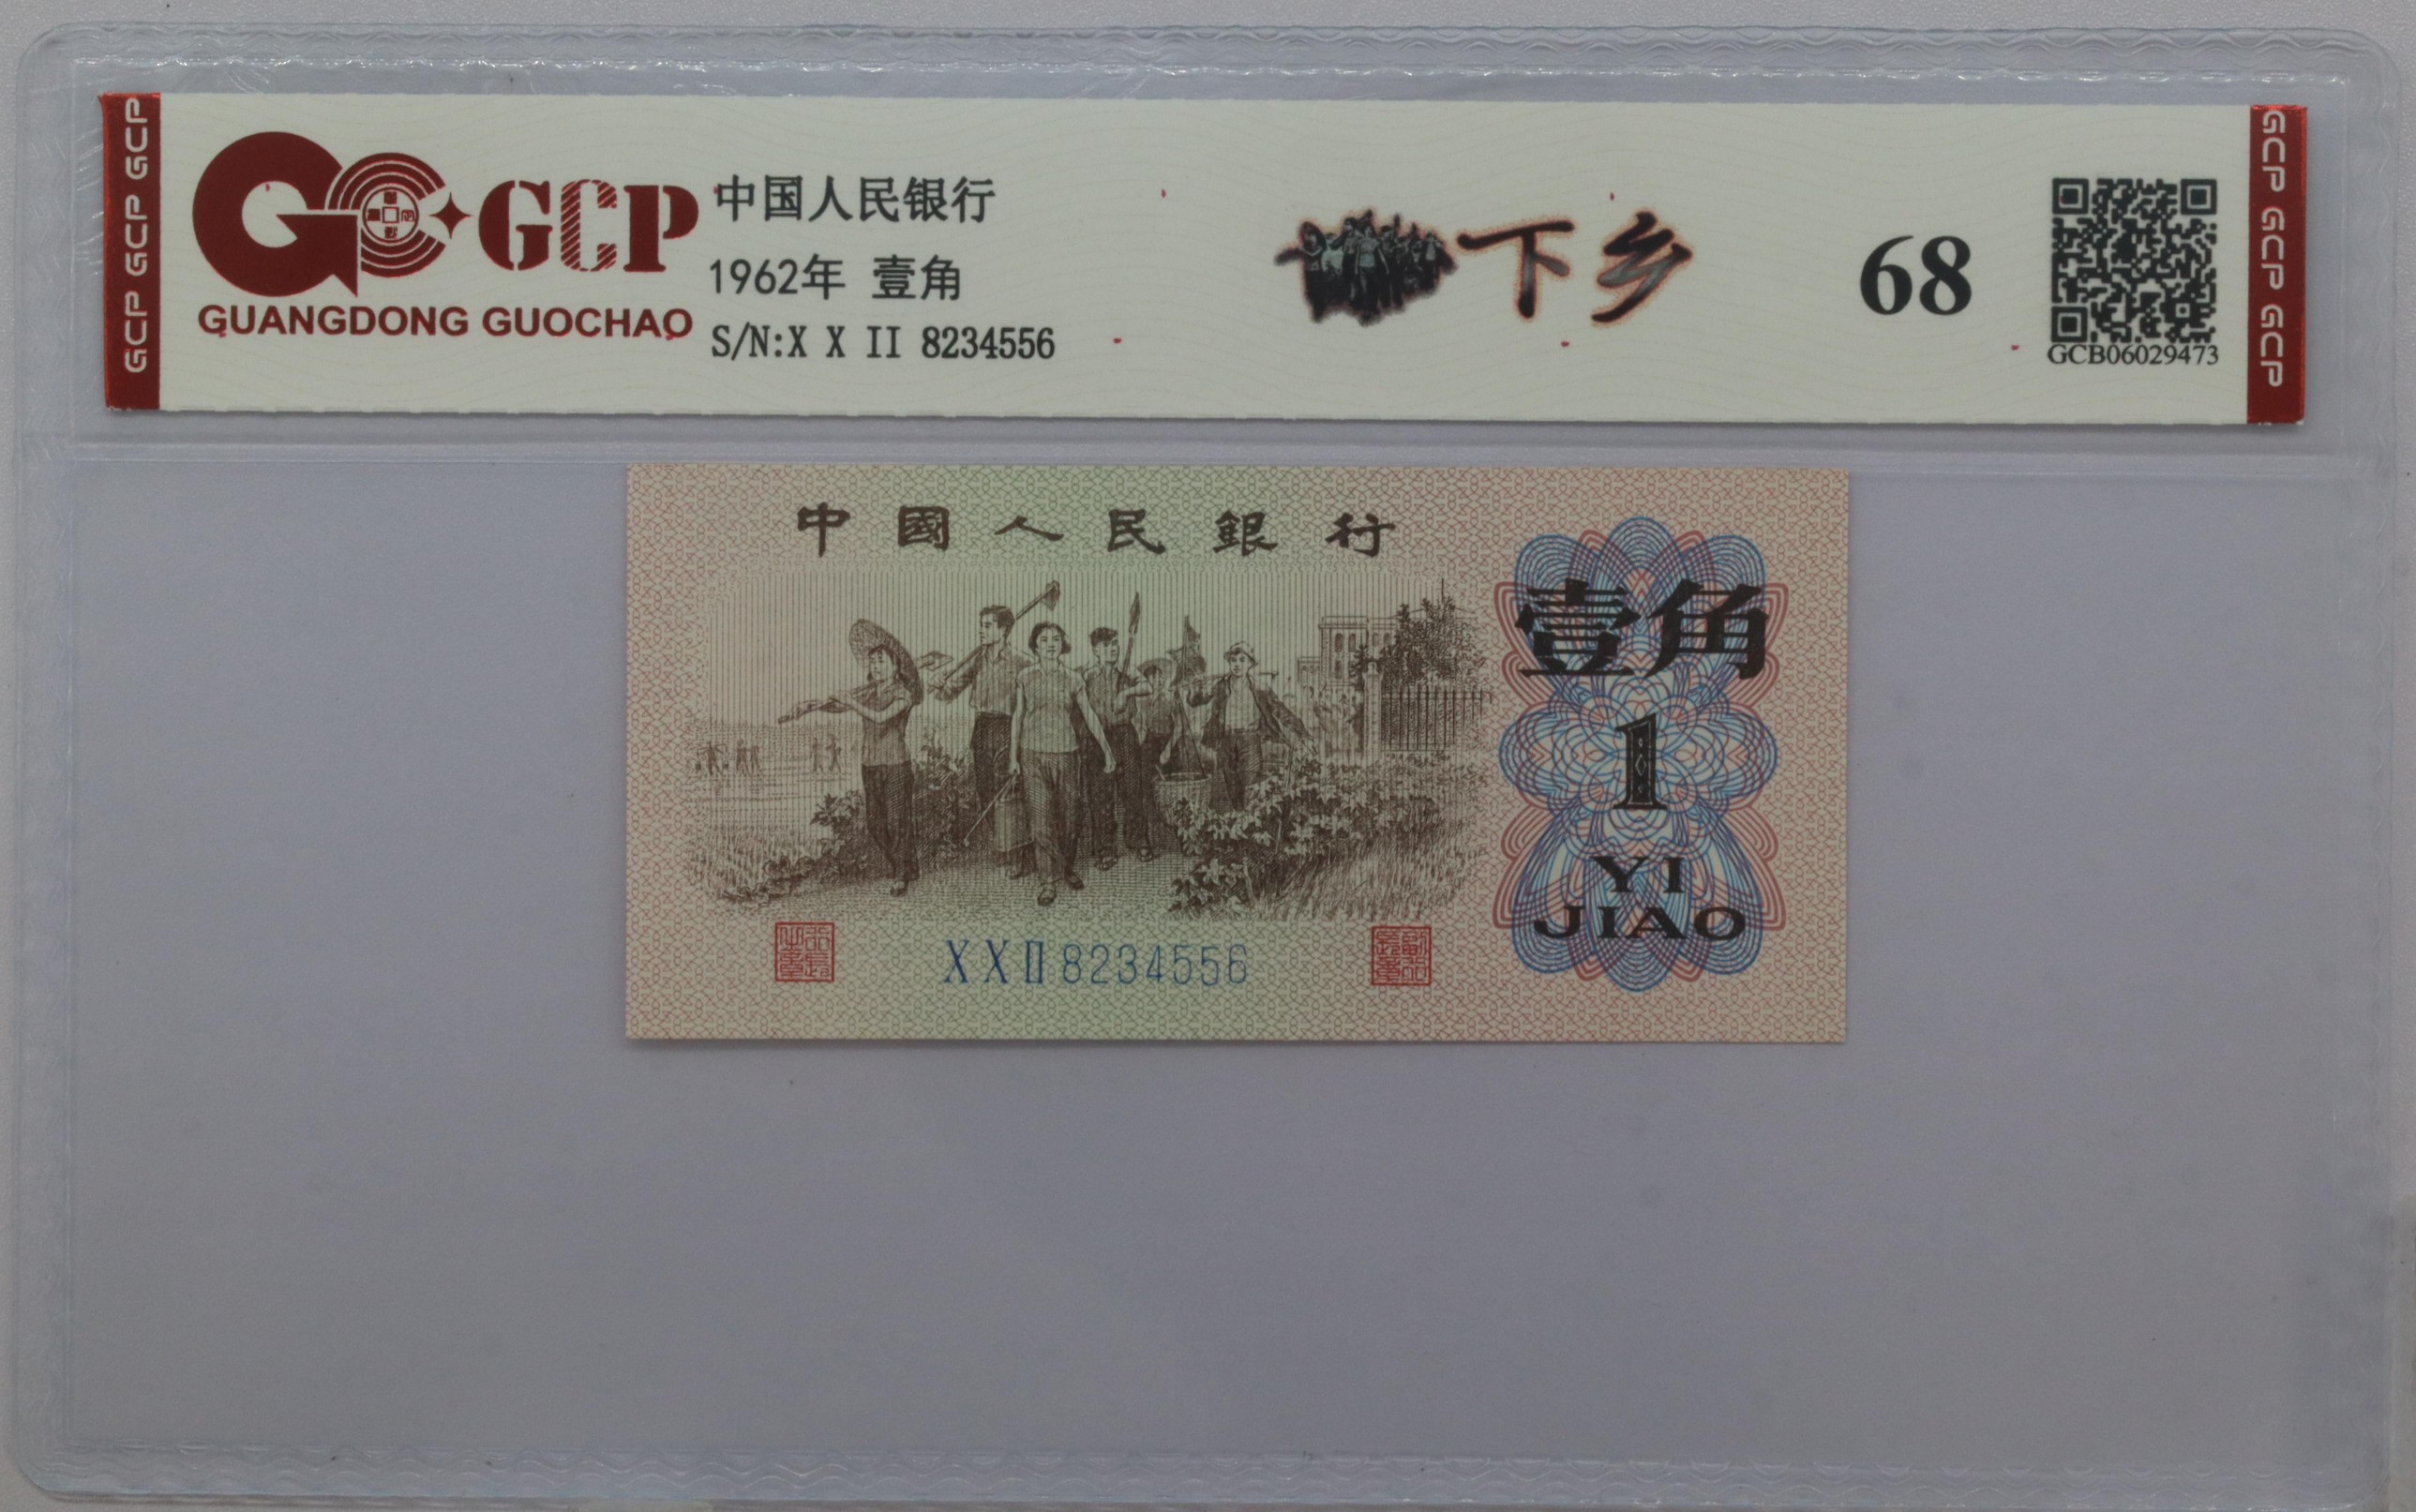 GCP GCP GCP
GCP
GUANGDONG GUOCHAO
中国人民银行
1962年 壹角
S/N:X X II 8234556
下乡
68
GCB06029473
GCP GCP GCP
中國人民銀行
壹角
1
YI
JIAO
X X II 8234556